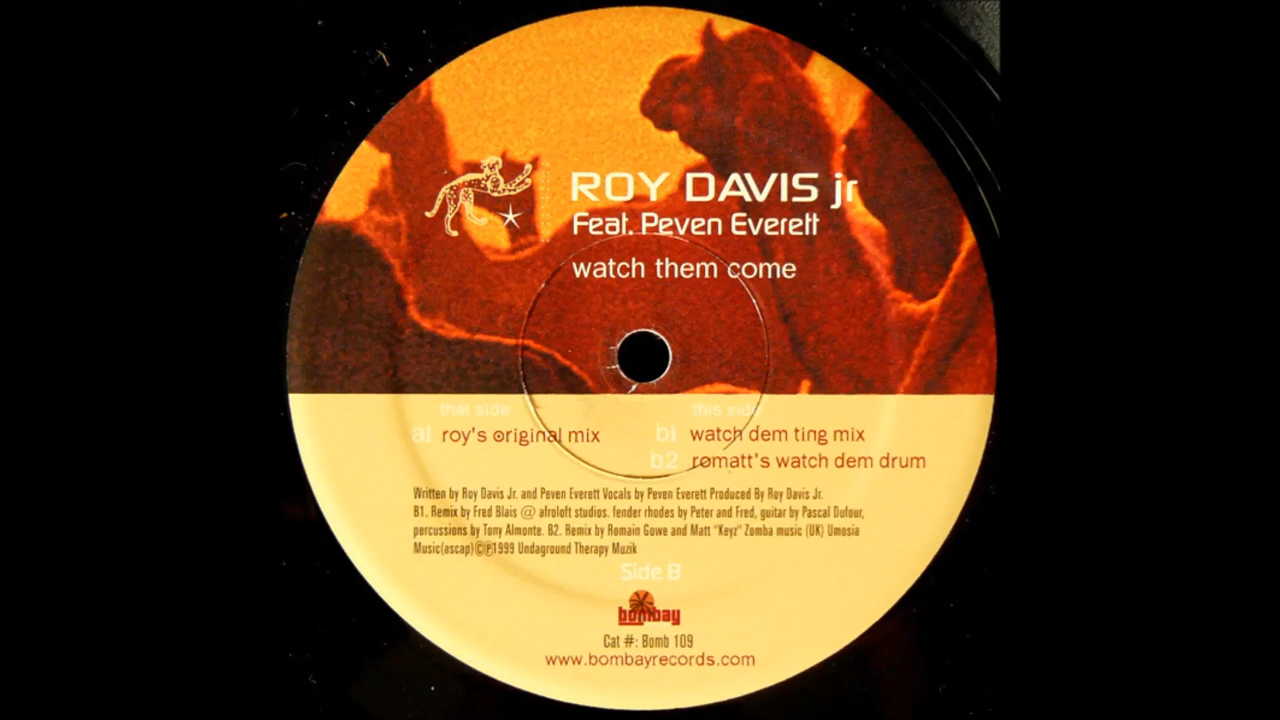 ROY DAVIS jr
Feat. Peven Everett
watch them come
that side
this side
a1 roy's original mix
b1 watch dem ting mix
b2 romatt's watch dem drum
Written by Roy Davis Jr. and Peven Everett Vocals by Peven Everett Produced By Roy Davis Jr.
B1. Remix by Fred Blais @ afroloft studios. fender rhodes by Peter and Fred, guitar by Pascal Dufour,
percussions by Tony Almonte. B2. Remix by Romain Gowe and Matt "Keyz" Zomba music (UK) Umosia
Music(ascap)©℗1999 Undaground Therapy Muzik
Side B
bombay
Cat #: Bomb 109
www.bombayrecords.com